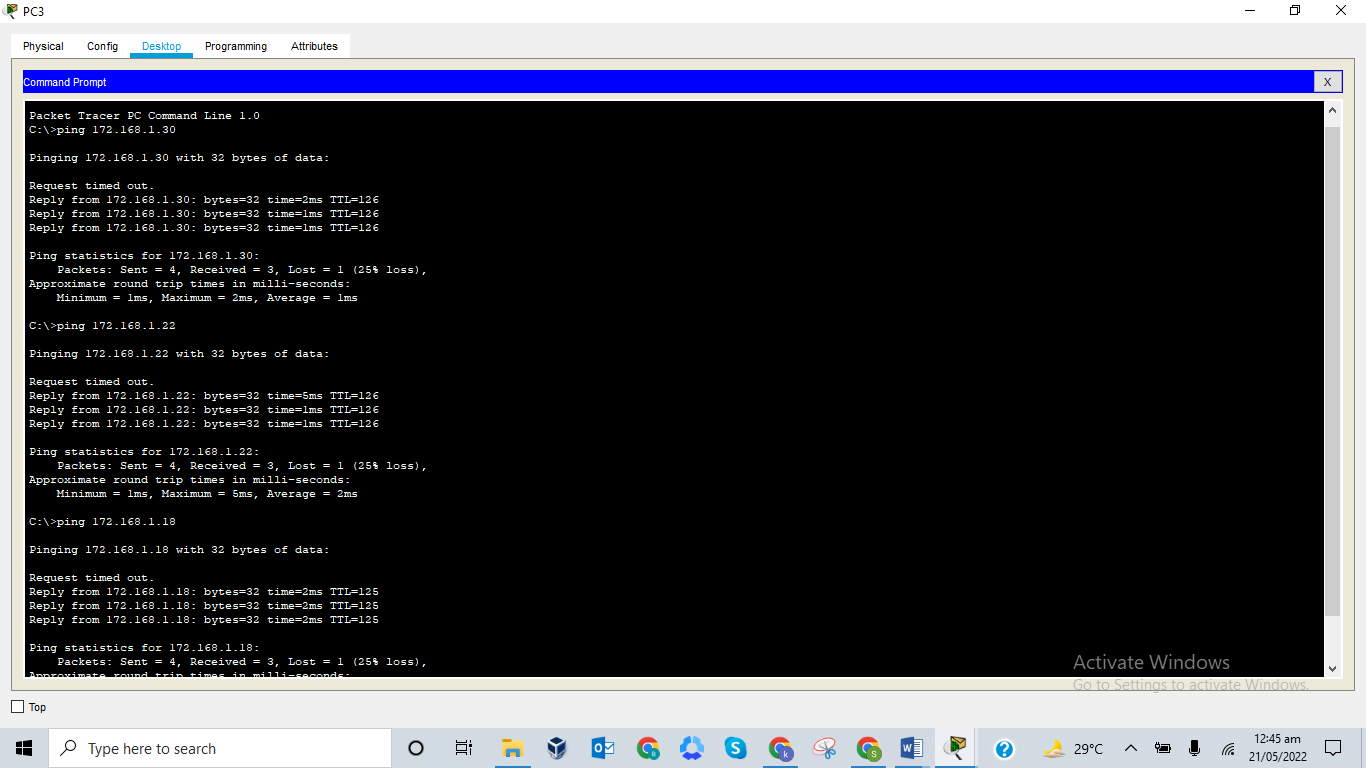 PC3
Physical Config Desktop Programming Attributes
Command Prompt X
Packet Tracer PC Command Line 1.0
C:\>ping 172.168.1.30
Pinging 172.168.1.30 with 32 bytes of data:
Request timed out.
Reply from 172.168.1.30: bytes=32 time=2ms TTL=126
Reply from 172.168.1.30: bytes=32 time=1ms TTL=126
Reply from 172.168.1.30: bytes=32 time=1ms TTL=126
Ping statistics for 172.168.1.30:
Packets: Sent = 4, Received = 3, Lost = 1 (25% loss),
Approximate round trip times in milli-seconds:
Minimum = 1ms, Maximum = 2ms, Average = 1ms
C:\>ping 172.168.1.22
Pinging 172.168.1.22 with 32 bytes of data:
Request timed out.
Reply from 172.168.1.22: bytes=32 time=5ms TTL=126
Reply from 172.168.1.22: bytes=32 time=1ms TTL=126
Reply from 172.168.1.22: bytes=32 time=1ms TTL=126
Ping statistics for 172.168.1.22:
Packets: Sent = 4, Received = 3, Lost = 1 (25% loss),
Approximate round trip times in milli-seconds:
Minimum = 1ms, Maximum = 5ms, Average = 2ms
C:\>ping 172.168.1.18
Pinging 172.168.1.18 with 32 bytes of data:
Request timed out.
Reply from 172.168.1.18: bytes=32 time=2ms TTL=125
Reply from 172.168.1.18: bytes=32 time=2ms TTL=125
Reply from 172.168.1.18: bytes=32 time=2ms TTL=125
Ping statistics for 172.168.1.18:
Packets: Sent = 4, Received = 3, Lost = 1 (25% loss),
Approximate round trip times in milli-seconds:
Activate Windows
Go to Settings to activate Windows.
Top
Type here to search
29°C
12:45 am
21/05/2022